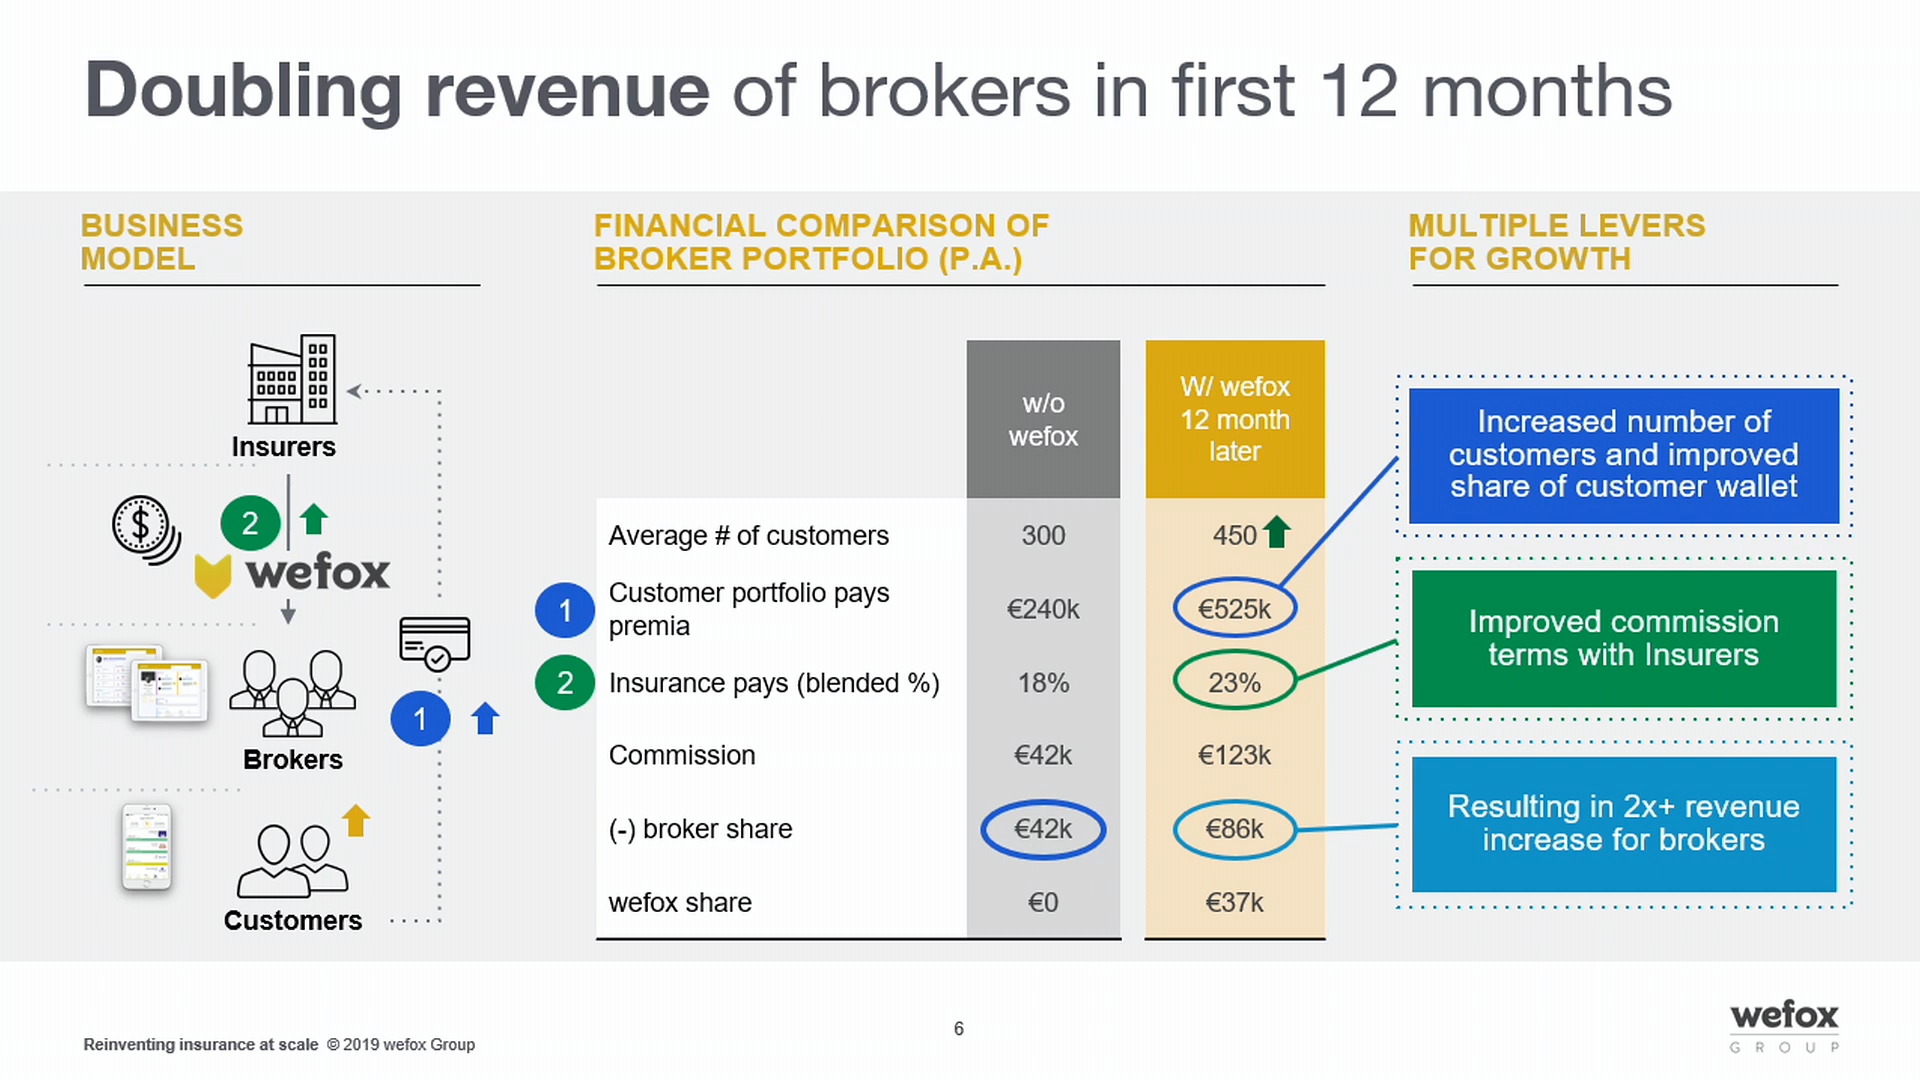 Doubling revenue of brokers in first 12 months
BUSINESS
MODEL
Insurers
2
wefox
1
Brokers
Customers
FINANCIAL COMPARISON OF
BROKER PORTFOLIO (P.A.)
w/o
wefox
W/ wefox
12 month
later
Average # of customers 300 450
1 Customer portfolio pays
premia €240k €525k
2 Insurance pays (blended %) 18% 23%
Commission €42k €123k
(-) broker share €42k €86k
wefox share €0 €37k
MULTIPLE LEVERS
FOR GROWTH
Increased number of
customers and improved
share of customer wallet
Improved commission
terms with Insurers
Resulting in 2x+ revenue
increase for brokers
Reinventing insurance at scale © 2019 wefox Group
6
wefox
GROUP